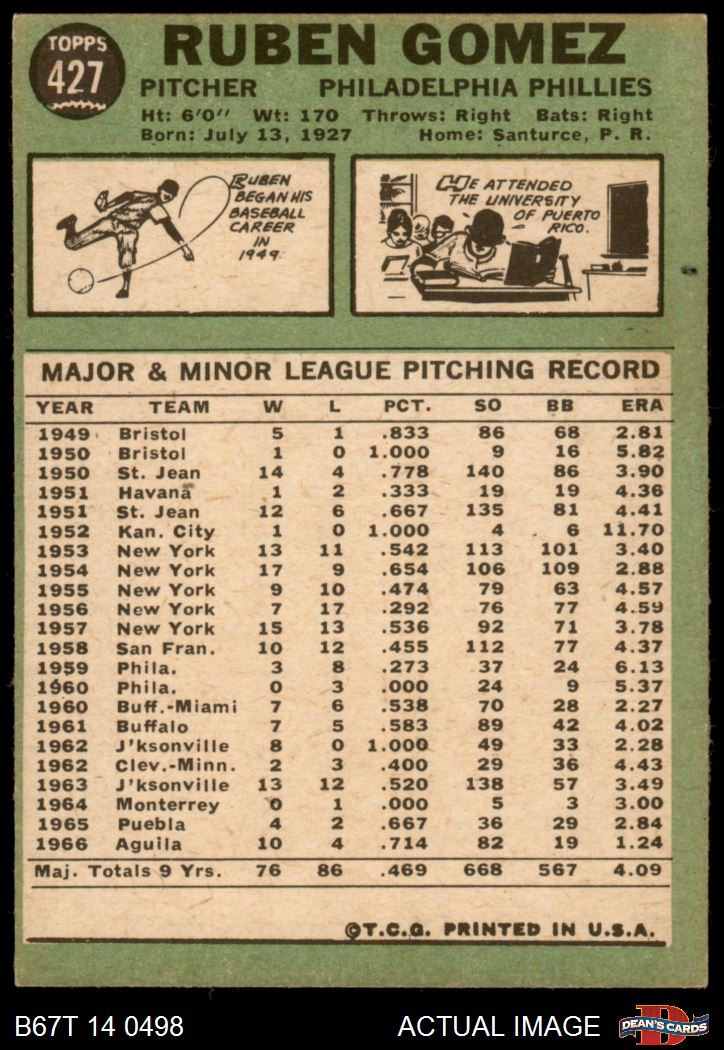 TOPPS
427
RUBEN GOMEZ
PITCHER PHILADELPHIA PHILLIES
Ht: 6'0" Wt: 170 Throws: Right Bats: Right
Born: July 13, 1927 Home: Santurce, P. R.
RUBEN
BEGAN HIS
BASEBALL
CAREER
IN
1949.
HE ATTENDED
THE UNIVERSITY
OF PUERTO
RICO.
MAJOR & MINOR LEAGUE PITCHING RECORD
YEAR TEAM W L PCT. SO BB ERA
1949 Bristol 5 1 .833 86 68 2.81
1950 Bristol 1 0 1.000 9 16 5.82
1950 St. Jean 14 4 .778 140 86 3.90
1951 Havana 1 2 .333 19 19 4.36
1951 St. Jean 12 6 .667 135 81 4.41
1952 Kan. City 1 0 1.000 4 6 11.70
1953 New York 13 11 .542 113 101 3.40
1954 New York 17 9 .654 106 109 2.88
1955 New York 9 10 .474 79 63 4.57
1956 New York 7 17 .292 76 77 4.59
1957 New York 15 13 .536 92 71 3.78
1958 San Fran. 10 12 .455 112 77 4.37
1959 Phila. 3 8 .273 37 24 6.13
1960 Phila. 0 3 .000 24 9 5.37
1960 Buff.-Miami 7 6 .538 70 28 2.27
1961 Buffalo 7 5 .583 89 42 4.02
1962 J'ksonville 8 0 1.000 49 33 2.28
1962 Clev.-Minn. 2 3 .400 29 36 4.43
1963 J'ksonville 13 12 .520 138 57 3.49
1964 Monterrey 0 1 .000 5 3 3.00
1965 Puebla 4 2 .667 36 29 2.84
1966 Aguila 10 4 .714 82 19 1.24
Maj. Totals 9 Yrs. 76 86 .469 668 567 4.09
©T.C.G. PRINTED IN U.S.A.
B67T 14 0498 ACTUAL IMAGE DEAN'S CARDS